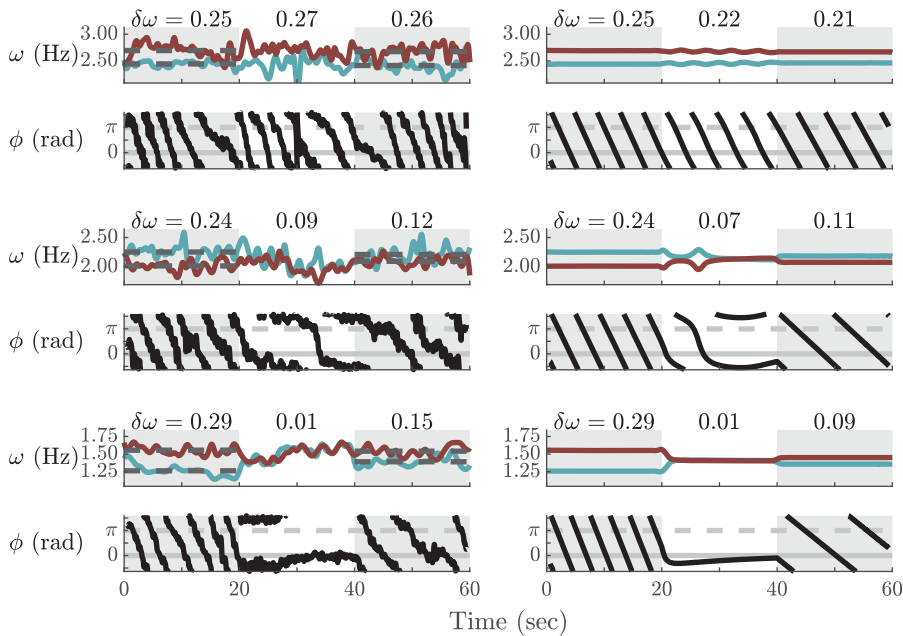 δω = 0.25 0.27 0.26 δω = 0.25 0.22 0.21
3.00 3.00
ω (Hz) 2.50 2.50
ϕ (rad) π π
0 0
δω = 0.24 0.09 0.12 δω = 0.24 0.07 0.11
2.50 2.50
ω (Hz) 2.00 2.00
ϕ (rad) π π
0 0
δω = 0.29 0.01 0.15 δω = 0.29 0.01 0.09
1.75 1.75
ω (Hz) 1.50 1.50
1.25 1.25
ϕ (rad) π π
0 0
0 20 40 60 0 20 40 60
Time (sec)